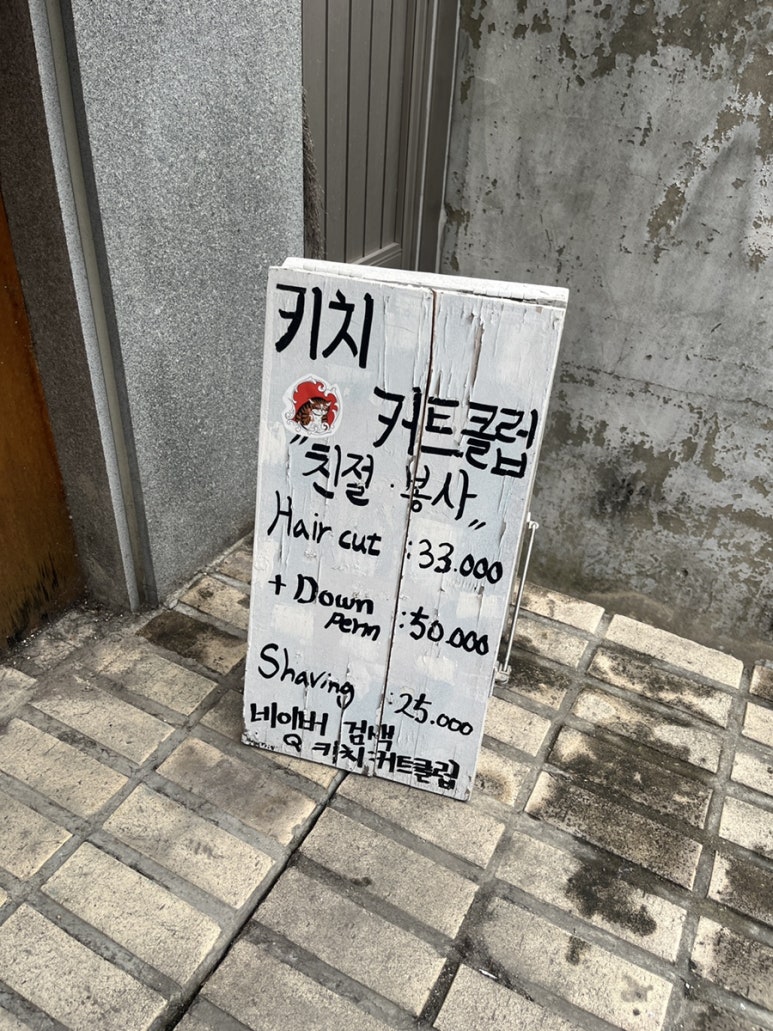 키치
커트클럽
"친절·봉사"
Hair cut :33.000
+ Down Perm :50.000
Shaving :25.000
네이버 검색
Q 키치커트클럽